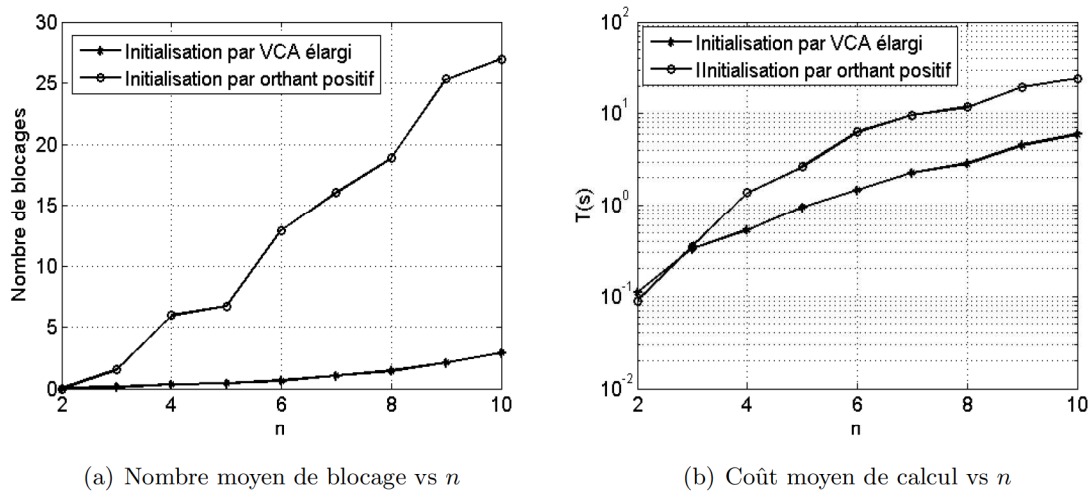 30
25
20
15
10
5
0
2
4
6
8
10
Nombre de blocages
n
Initialisation par VCA élargi
Initialisation par orthant positif
(a) Nombre moyen de blocage vs n
10^2
10^1
10^0
10^-1
10^-2
2
4
6
8
10
T(s)
n
Initialisation par VCA élargi
IInitialisation par orthant positif
(b) Coût moyen de calcul vs n